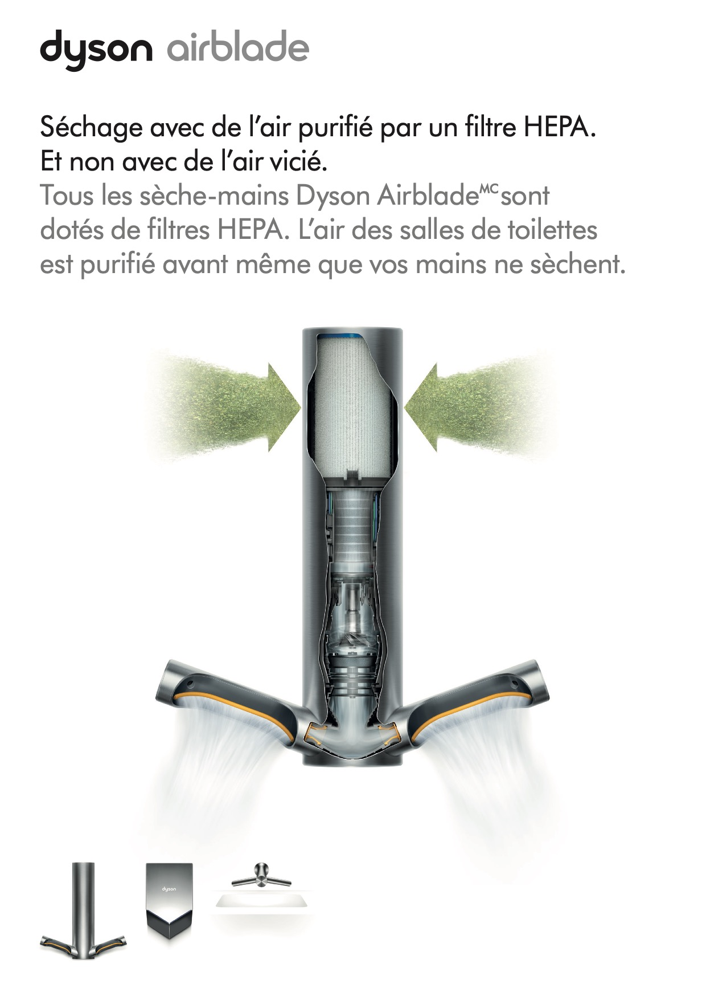 dyson airblade
Séchage avec de l’air purifié par un filtre HEPA.
Et non avec de l’air vicié.
Tous les sèche-mains Dyson Airblade^MC sont
dotés de filtres HEPA. L’air des salles de toilettes
est purifié avant même que vos mains ne sèchent.
dyson